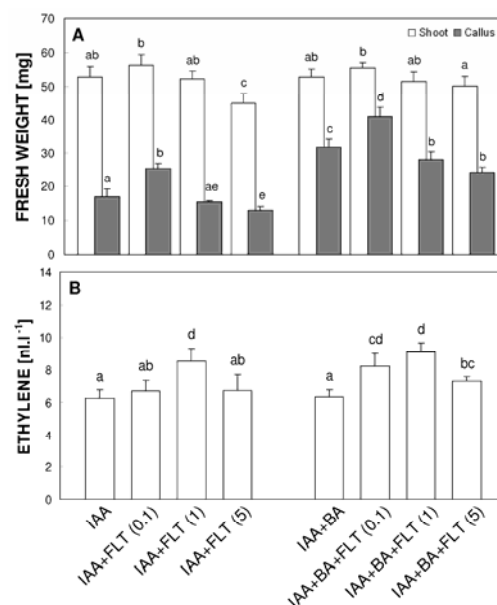 A
Shoot Callus
FRESH WEIGHT [mg]
70
60
50
40
30
20
10
0
ab b ab c ab b ab a
a b ae e c d b b
B
ETHYLENE [nl.l⁻¹]
12
10
8
6
4
2
0
a ab d ab a cd d bc
IAA
IAA+FLT (0.1)
IAA+FLT (1)
IAA+FLT (5)
IAA+BA
IAA+BA+FLT (0.1)
IAA+BA+FLT (1)
IAA+BA+FLT (5)